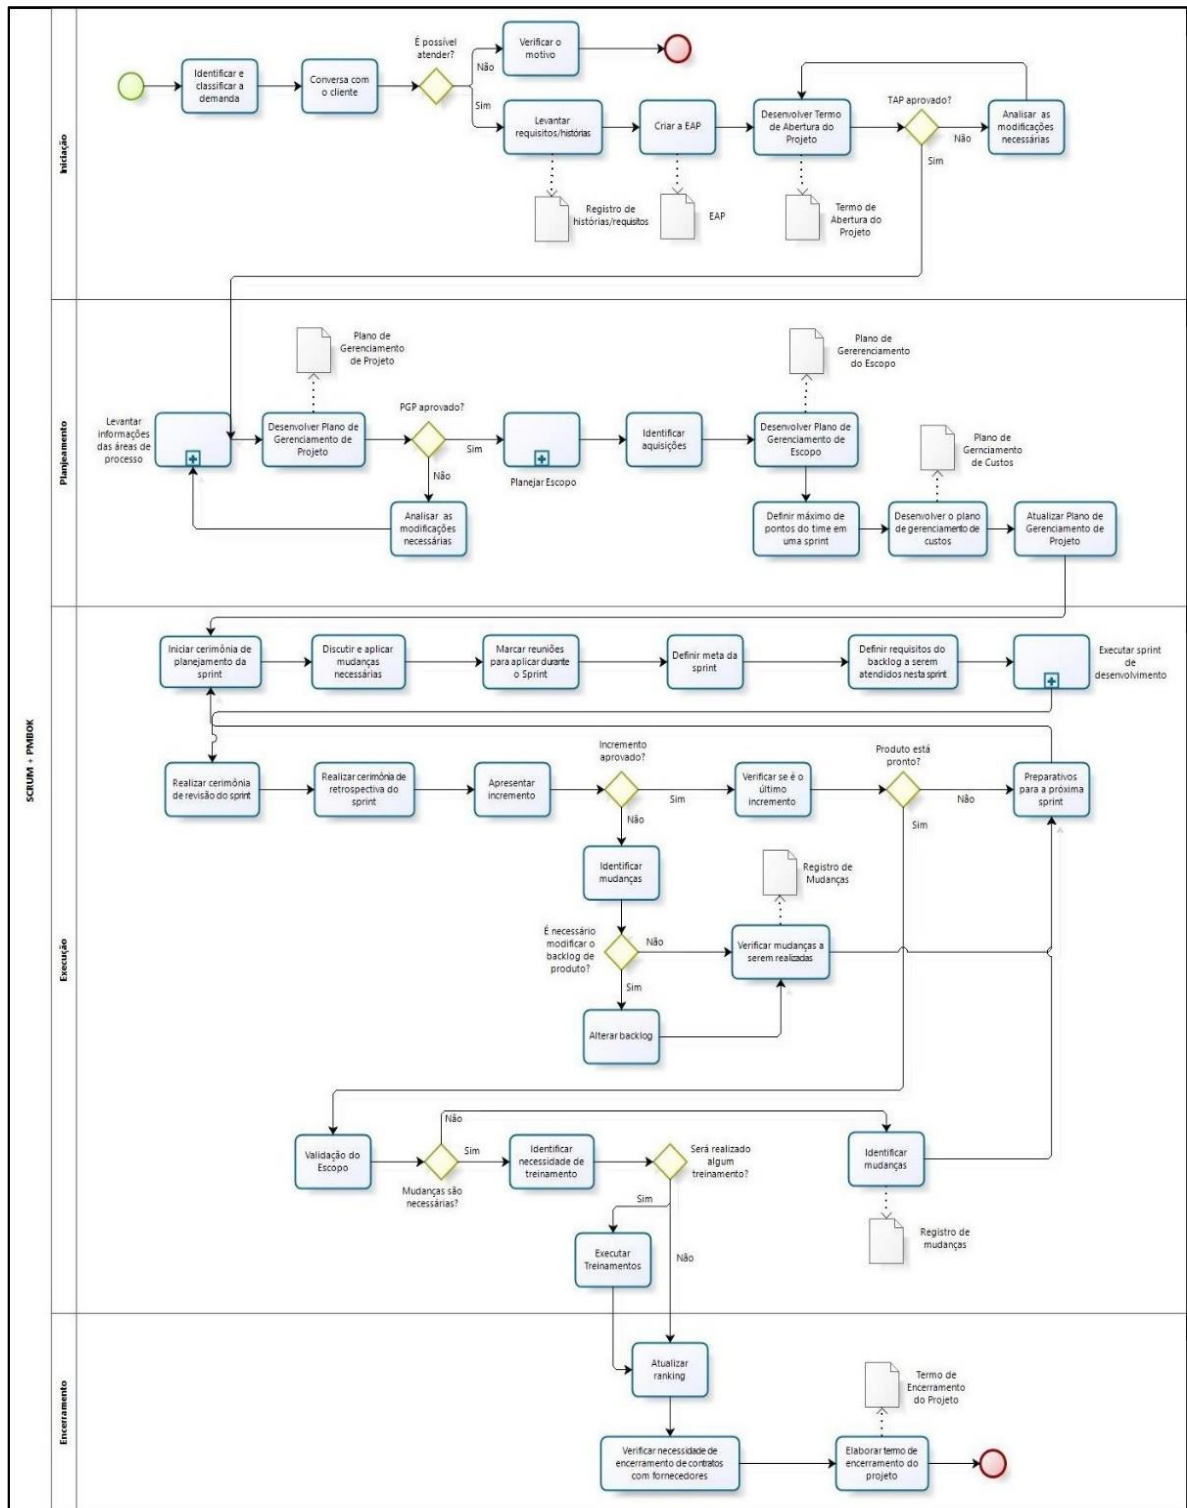 SCRUM + PMBOK
Iniciação
É possível
atender?
Verificar o
motivo
Não
Identificar e
classificar a
demanda
Conversa com
o cliente
Sim
Levantar
requisitos/histórias
Criar a EAP
Desenvolver Termo
de Abertura do
Projeto
TAP aprovado?
Não
Analisar as
modificações
necessárias
Sim
Registro de
histórias/requisitos
EAP
Termo de
Abertura do
Projeto
Planjeamento
Plano de
Gerenciamento
de Projeto
Plano de
Gererenciamento
do Escopo
Levantar
informações
das áreas de
processo
Desenvolver Plano de
Gerenciamento de
Projeto
PGP aprovado?
Sim
Não
Planejar Escopo
Identificar
aquisições
Desenvolver Plano de
Gerenciamento de
Escopo
Plano de
Gernciamento
de Custos
Analisar as
modificações
necessárias
Definir máximo de
pontos do time em
uma sprint
Desenvolver o plano
de gerenciamento de
custos
Atualizar Plano de
Gerenciamento de
Projeto
Execução
Iniciar cerimônia de
planejamento da
sprint
Discutir e aplicar
mudanças
necessárias
Marcar reuniões
para aplicar durante
o Sprint
Definir meta da
sprint
Definir requisitos do
backlog a serem
atendidos nesta sprint
Executar sprint
de
desenvolvimento
Realizar cerimônia
de revisão do sprint
Realizar cerimônia de
retrospectiva do
sprint
Apresentar
incremento
Incremento
aprovado?
Sim
Não
Verificar se é o
último
incremento
Produto está
pronto?
Não
Sim
Preparativos
para a próxima
sprint
Identificar
mudanças
Registro de
Mudanças
É necessário
modificar o
backlog de
produto?
Não
Sim
Verificar mudanças a
serem realizadas
Alterar backlog
Não
Validação do
Escopo
Sim
Mudanças são
necessárias?
Identificar
necessidade de
treinamento
Será realizado
algum
treinamento?
Identificar
mudanças
Sim
Não
Executar
Treinamentos
Registro de
mudanças
Encerramento
Atualizar
ranking
Termo de
Encerramento
do Projeto
Verificar necessidade de
encerramento de contratos
com fornecedores
Elaborar termo de
encerramento do
projeto